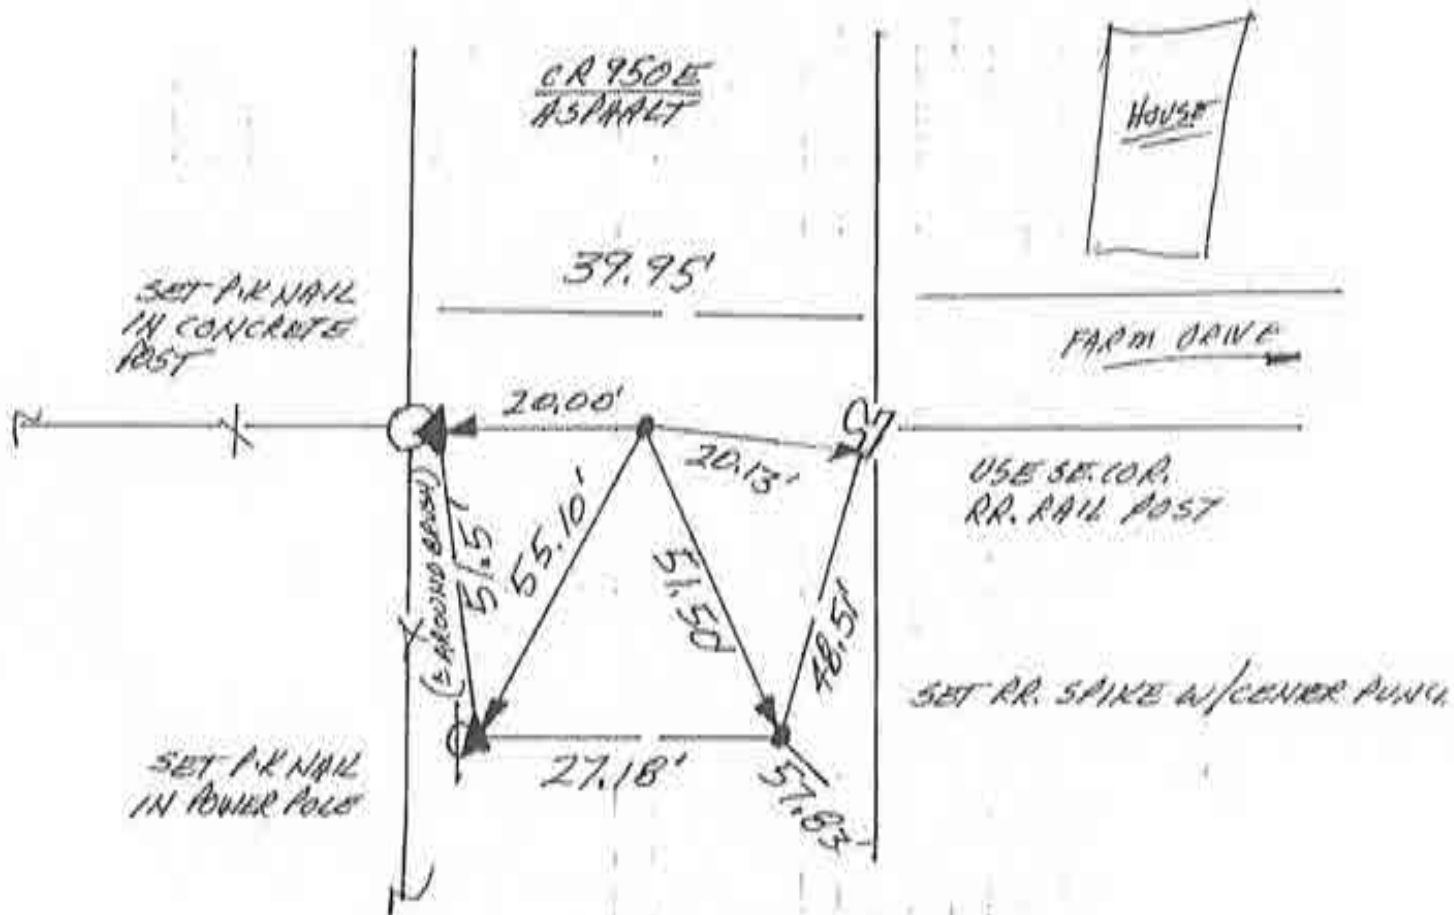 CR 950E
ASPHALT
HOUSE
39.95'
SET P.K NAIL
IN CONCRETE
POST
FARM DRIVE
20.00'
20.13'
USE SE. COR.
RR. RAIL POST
(± AROUND BRUSH)
51.5'
55.10'
51.50'
48.51'
SET RR. SPIKE W/CENTER PUNCH
SET P.K NAIL
IN POWER POLE
27.18'
57.83'